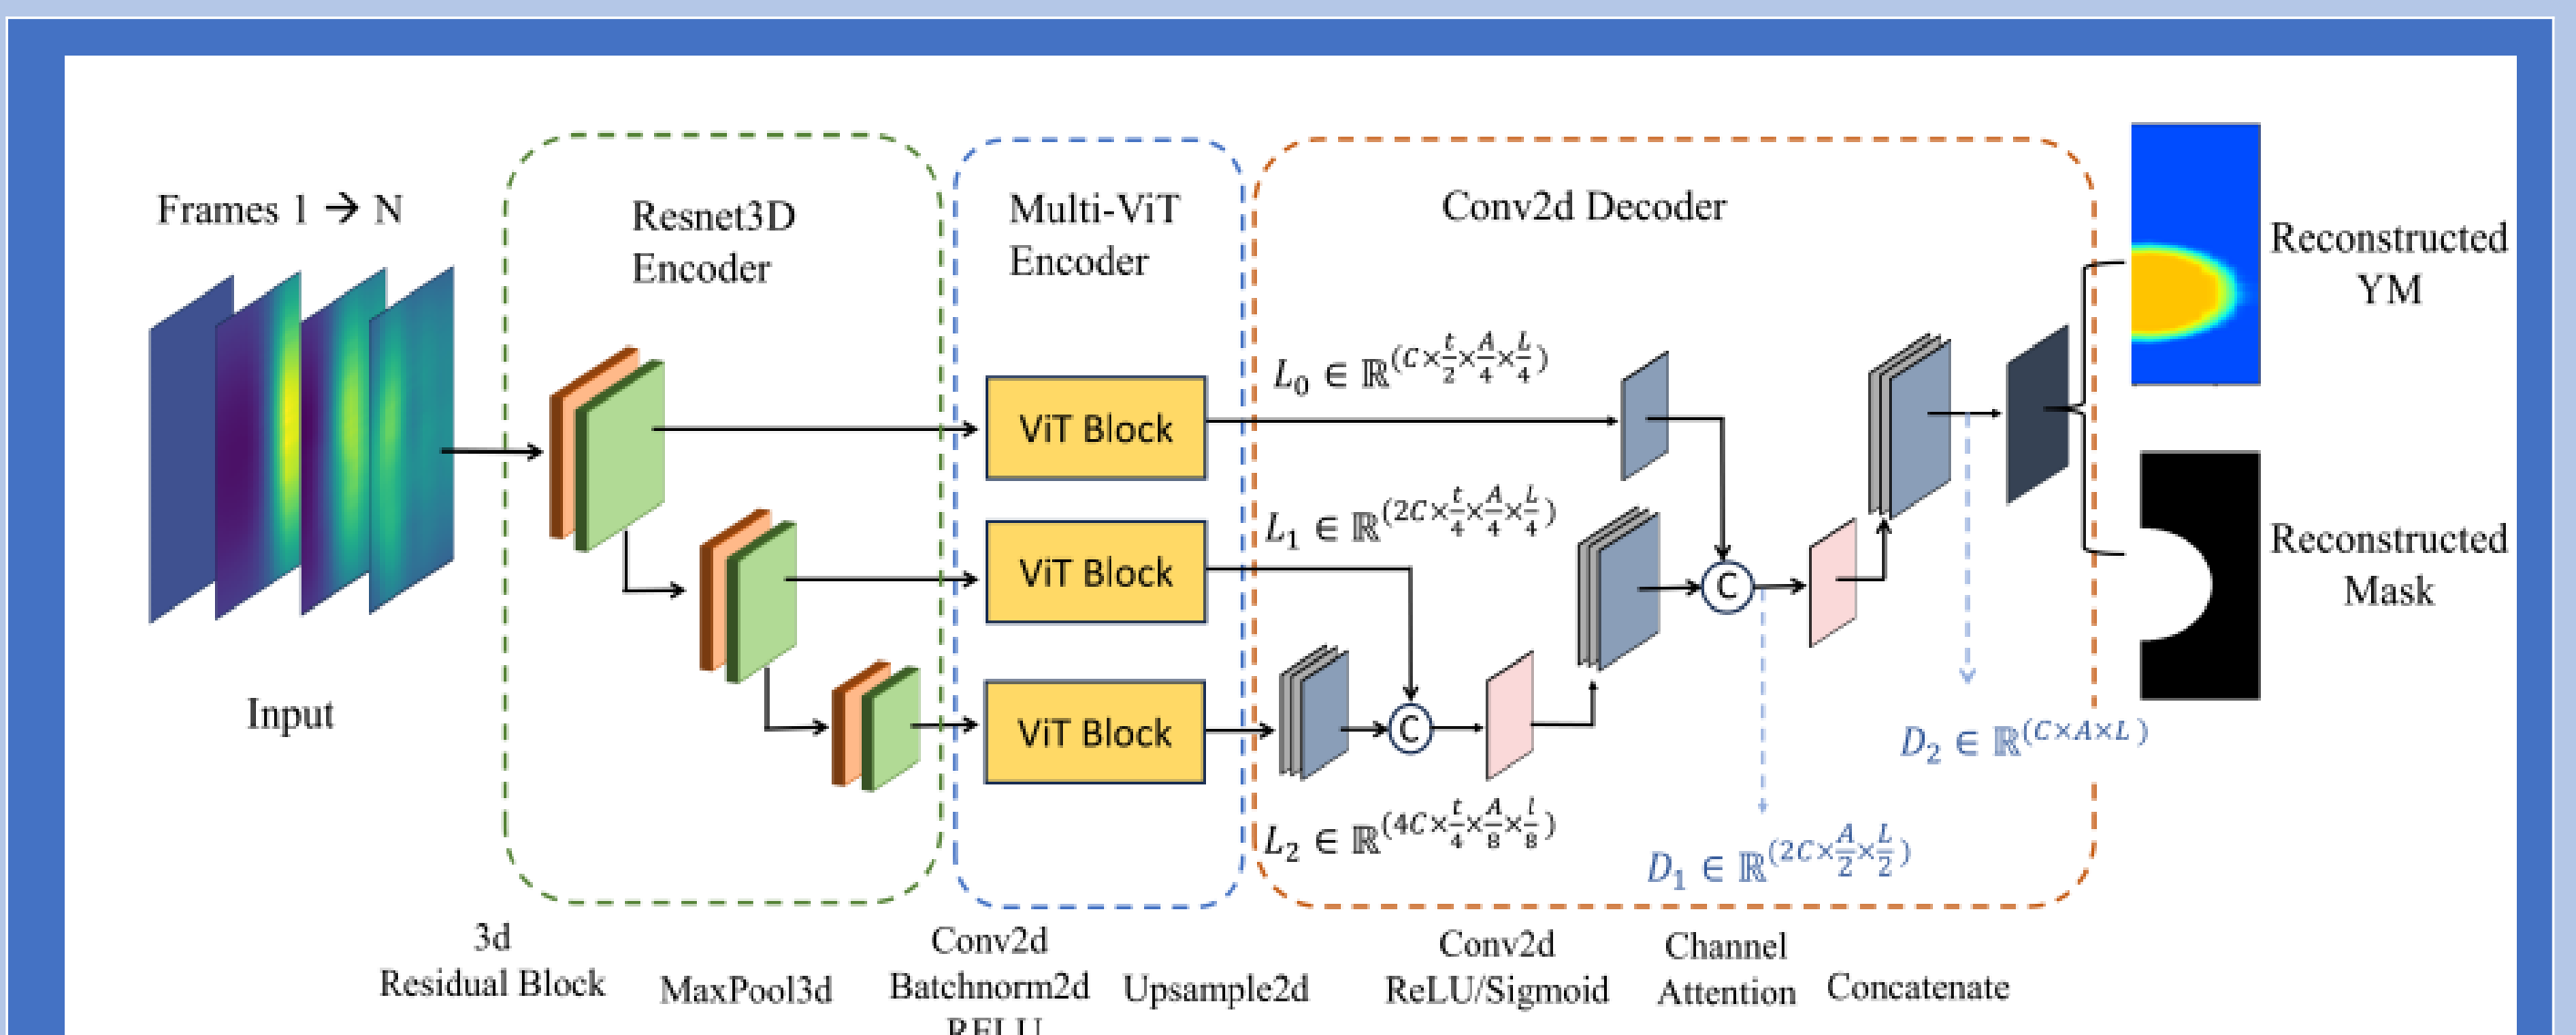 Frames 1 → N
Input
Resnet3D
Encoder
Multi-ViT
Encoder
Conv2d Decoder
ViT Block
ViT Block
ViT Block
L₀ ∈ ℝ^(C×t/2×A/4×L/4)
L₁ ∈ ℝ^(2C×t/4×A/4×L/4)
L₂ ∈ ℝ^(4C×t/4×A/8×l/8)
C
C
D₁ ∈ ℝ^(2C×A/2×L/2)
D₂ ∈ ℝ^(C×A×L)
Reconstructed
YM
Reconstructed
Mask
3d
Residual Block
MaxPool3d
Conv2d
Batchnorm2d
RELU
Upsample2d
Conv2d
ReLU/Sigmoid
Channel
Attention
Concatenate